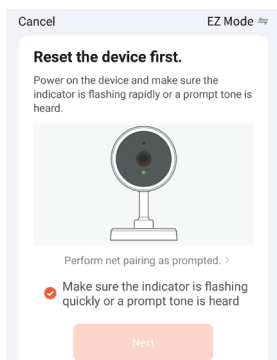 Cancel
EZ Mode ⇋
Reset the device first.
Power on the device and make sure the
indicator is flashing rapidly or a prompt tone is
heard.
Perform net pairing as prompted. >
Make sure the indicator is flashing
quickly or a prompt tone is heard
Next